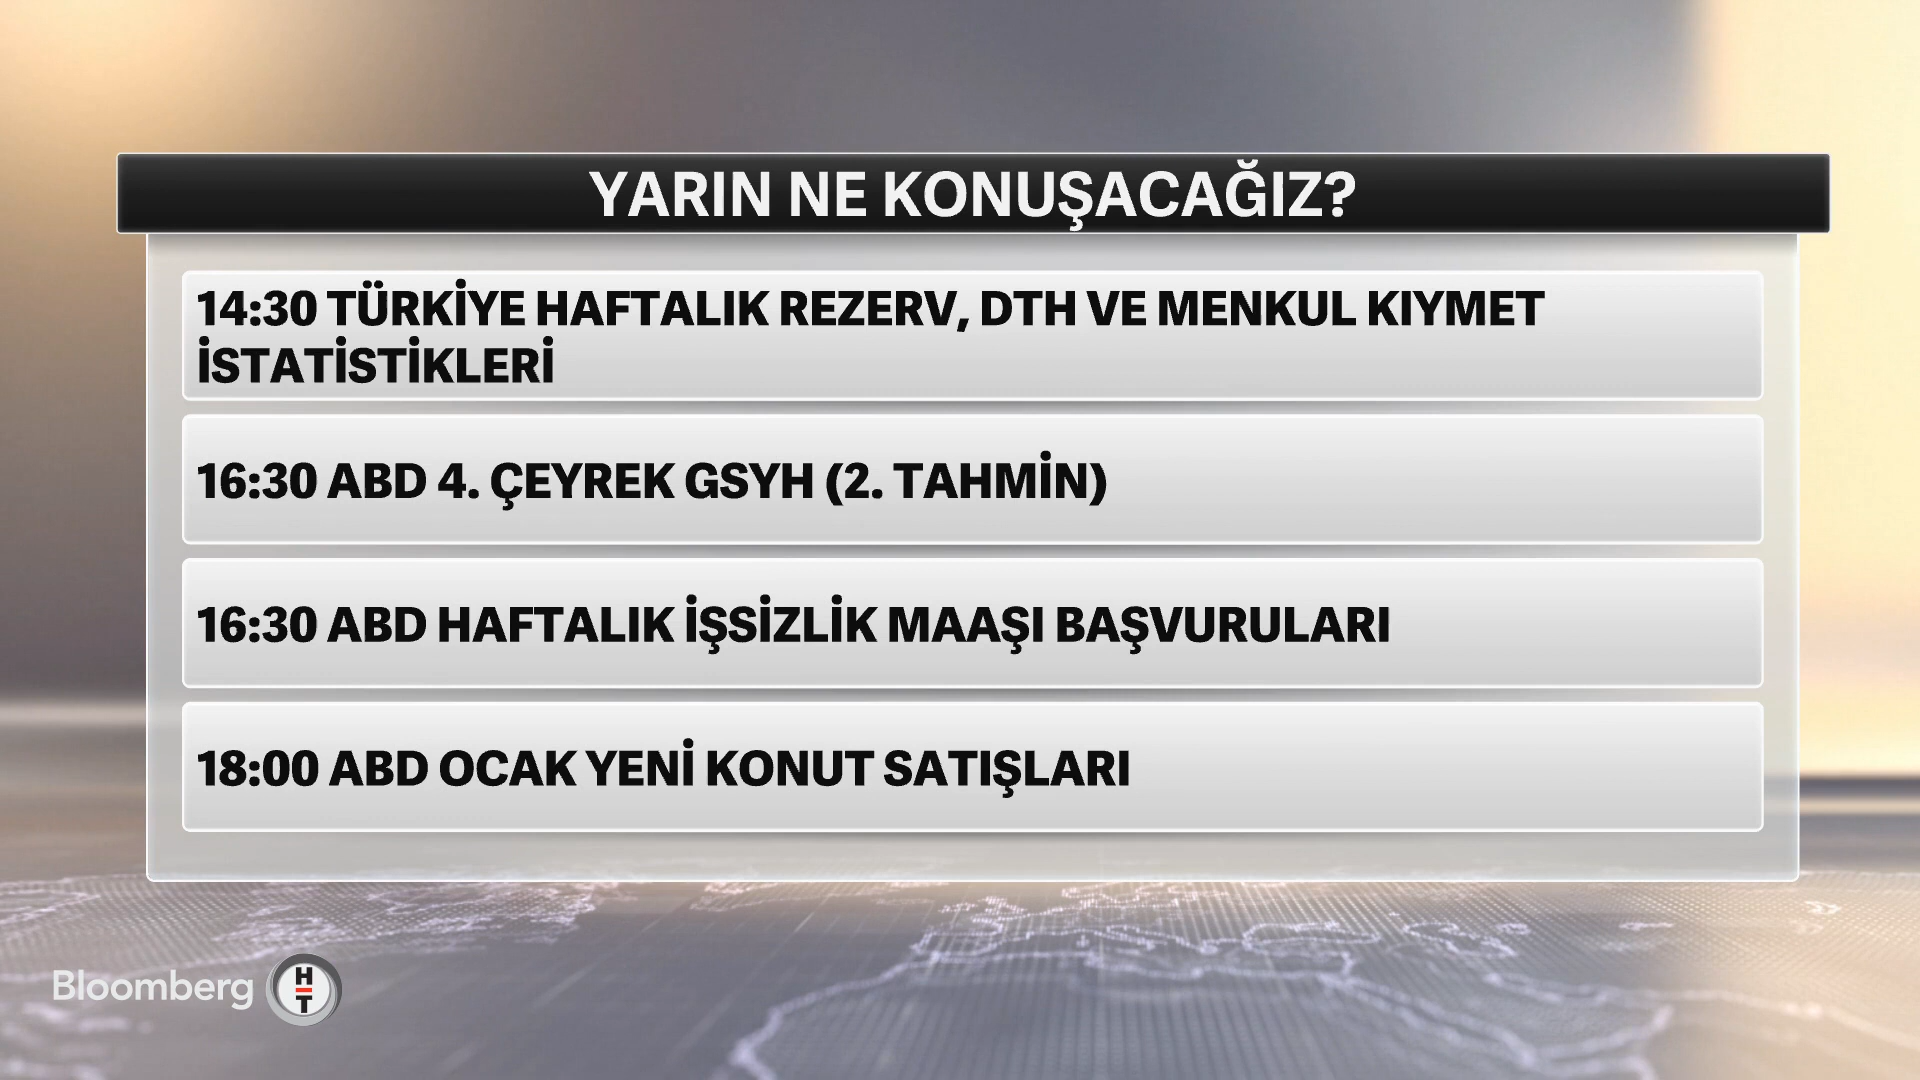 YARIN NE KONUŞACAĞIZ?
14:30 TÜRKİYE HAFTALIK REZERV, DTH VE MENKUL KIYMET
İSTATİSTİKLERİ
16:30 ABD 4. ÇEYREK GSYH (2. TAHMİN)
16:30 ABD HAFTALIK İŞSİZLİK MAAŞI BAŞVURULARI
18:00 ABD OCAK YENİ KONUT SATIŞLARI
Bloomberg HT